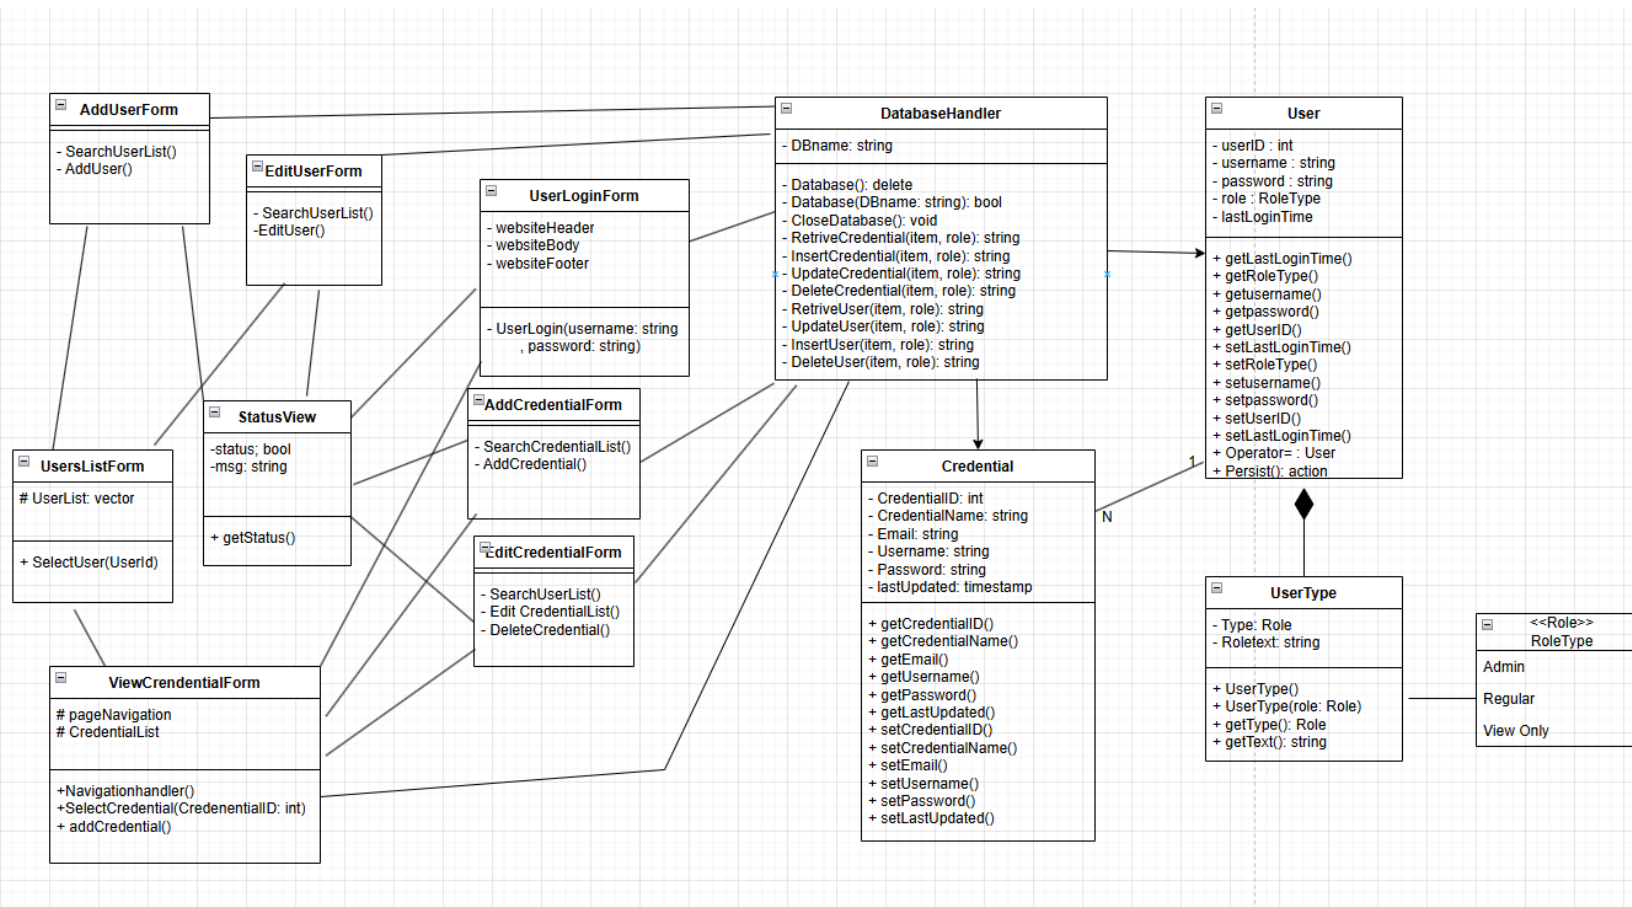 AddUserForm
- SearchUserList()
- AddUser()
EditUserForm
- SearchUserList()
-EditUser()
UserLoginForm
- websiteHeader
- websiteBody
- websiteFooter
- UserLogin(username: string
, password: string)
DatabaseHandler
- DBname: string
- Database(): delete
- Database(DBname: string): bool
- CloseDatabase(): void
- RetriveCredential(item, role): string
- InsertCredential(item, role): string
- UpdateCredential(item, role): string
- DeleteCredential(item, role): string
- RetriveUser(item, role): string
- UpdateUser(item, role): string
- InsertUser(item, role): string
- DeleteUser(item, role): string
User
- userID : int
- username : string
- password : string
- role : RoleType
- lastLoginTime
+ getLastLoginTime()
+ getRoleType()
+ getusername()
+ getpassword()
+ getUserID()
+ setLastLoginTime()
+ setRoleType()
+ setusername()
+ setpassword()
+ setUserID()
+ setLastLoginTime()
+ Operator= : User
+ Persist(): action
StatusView
-status; bool
-msg: string
+ getStatus()
AddCredentialForm
- SearchCredentialList()
- AddCredential()
UsersListForm
# UserList: vector
+ SelectUser(UserId)
EditCredentialForm
- SearchUserList()
- Edit CredentialList()
- DeleteCredential()
Credential
- CredentialID: int
- CredentialName: string
- Email: string
- Username: string
- Password: string
- lastUpdated: timestamp
+ getCredentialID()
+ getCredentialName()
+ getEmail()
+ getUsername()
+ getPassword()
+ getLastUpdated()
+ setCredentialID()
+ setCredentialName()
+ setEmail()
+ setUsername()
+ setPassword()
+ setLastUpdated()
1
N
ViewCrendentialForm
# pageNavigation
# CredentialList
+Navigationhandler()
+SelectCredential(CredenentialID: int)
+ addCredential()
UserType
- Type: Role
- Roletext: string
+ UserType()
+ UserType(role: Role)
+ getType(): Role
+ getText(): string
<<Role>>
RoleType
Admin
Regular
View Only